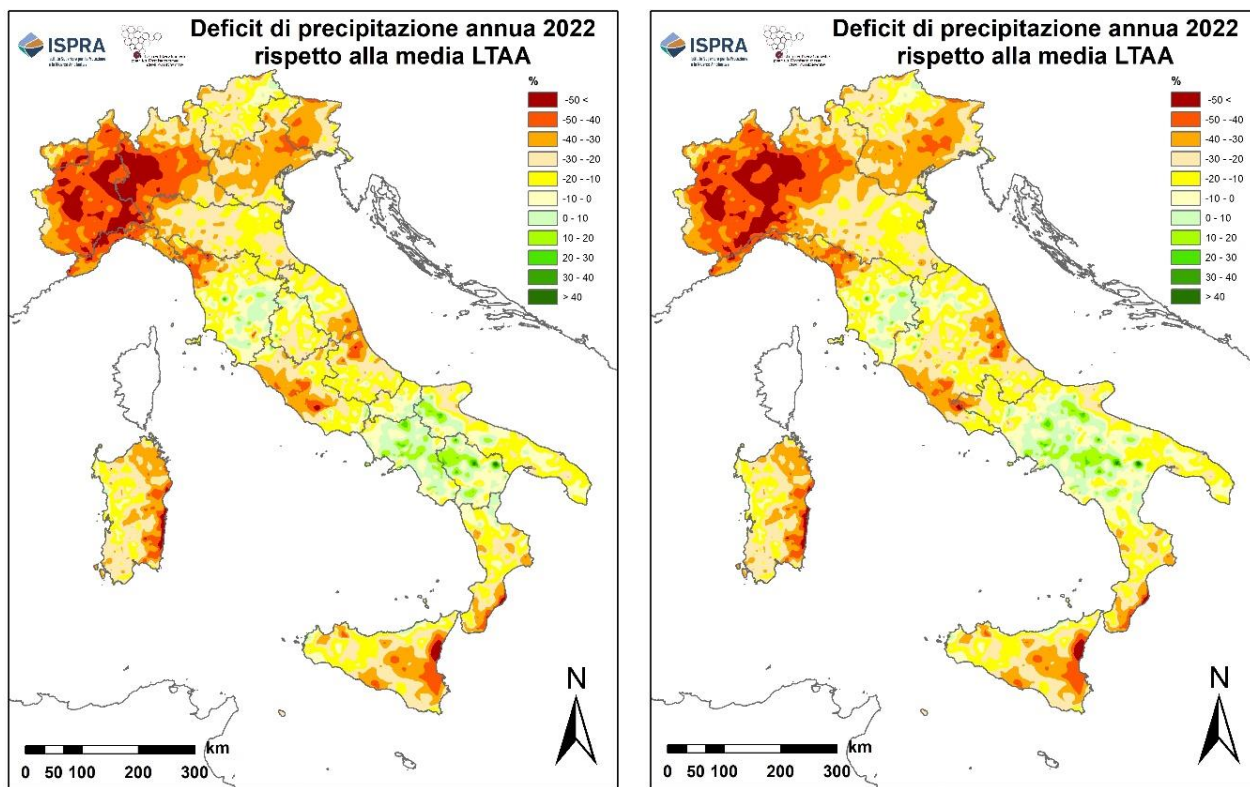 Deficit di precipitazione annua 2022
rispetto alla media LTAA
ISPRA
%
-50 <
-50 - -40
-40 - -30
-30 - -20
-20 - -10
-10 - 0
0 - 10
10 - 20
20 - 30
30 - 40
> 40
N
km
0 50 100 200 300
Deficit di precipitazione annua 2022
rispetto alla media LTAA
ISPRA
%
-50 <
-50 - -40
-40 - -30
-30 - -20
-20 - -10
-10 - 0
0 - 10
10 - 20
20 - 30
30 - 40
> 40
N
km
0 50 100 200 300